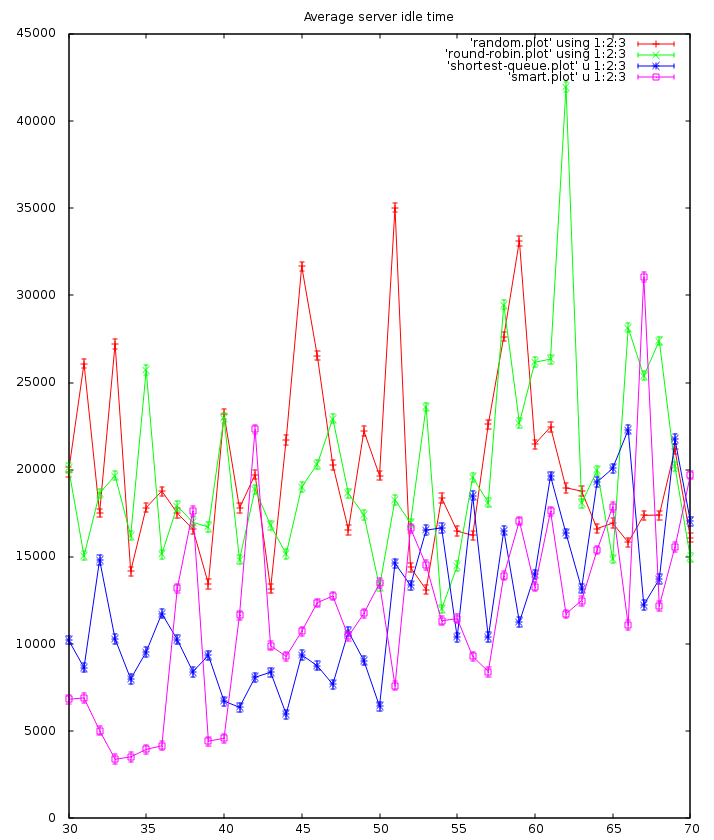 Average server idle time
'random.plot' using 1:2:3
'round-robin.plot' using 1:2:3
'shortest-queue.plot' u 1:2:3
'smart.plot' u 1:2:3
45000
40000
35000
30000
25000
20000
15000
10000
5000
0
30 35 40 45 50 55 60 65 70